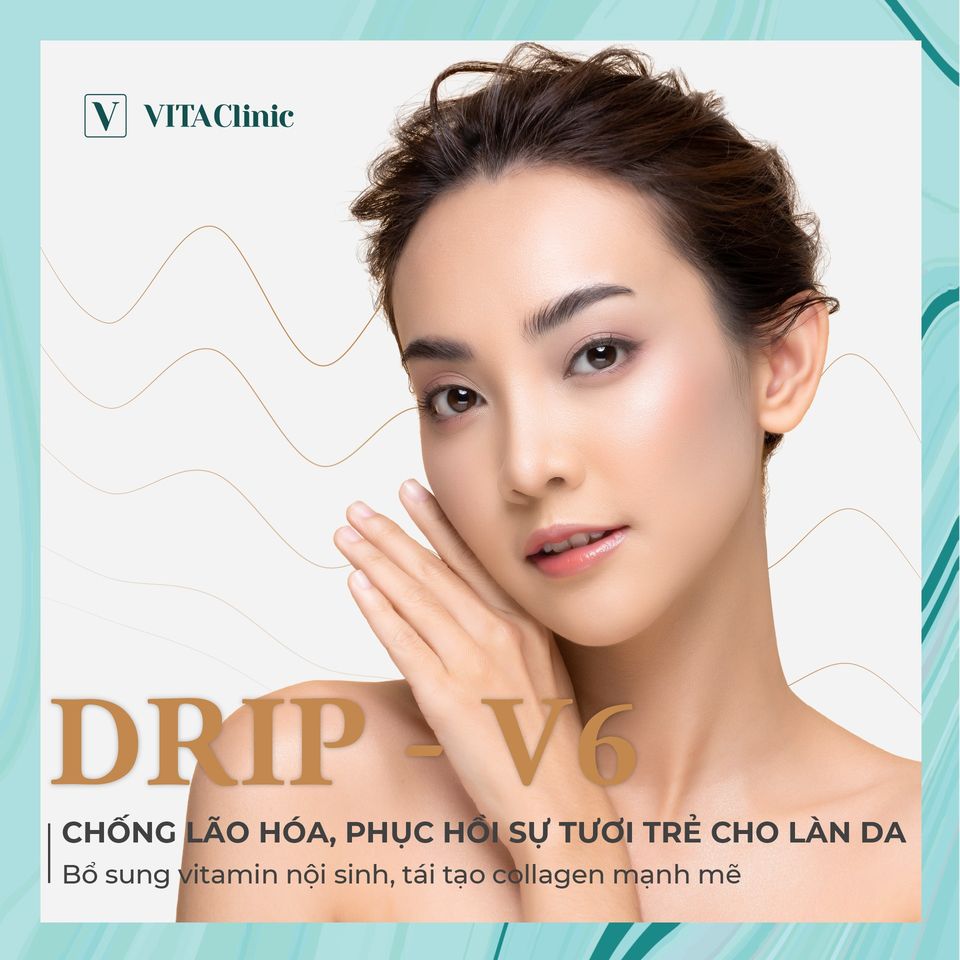 V VITAClinic
DRIP - V6
CHỐNG LÃO HÓA, PHỤC HỒI SỰ TƯƠI TRẺ CHO LÀN DA
Bổ sung vitamin nội sinh, tái tạo collagen mạnh mẽ